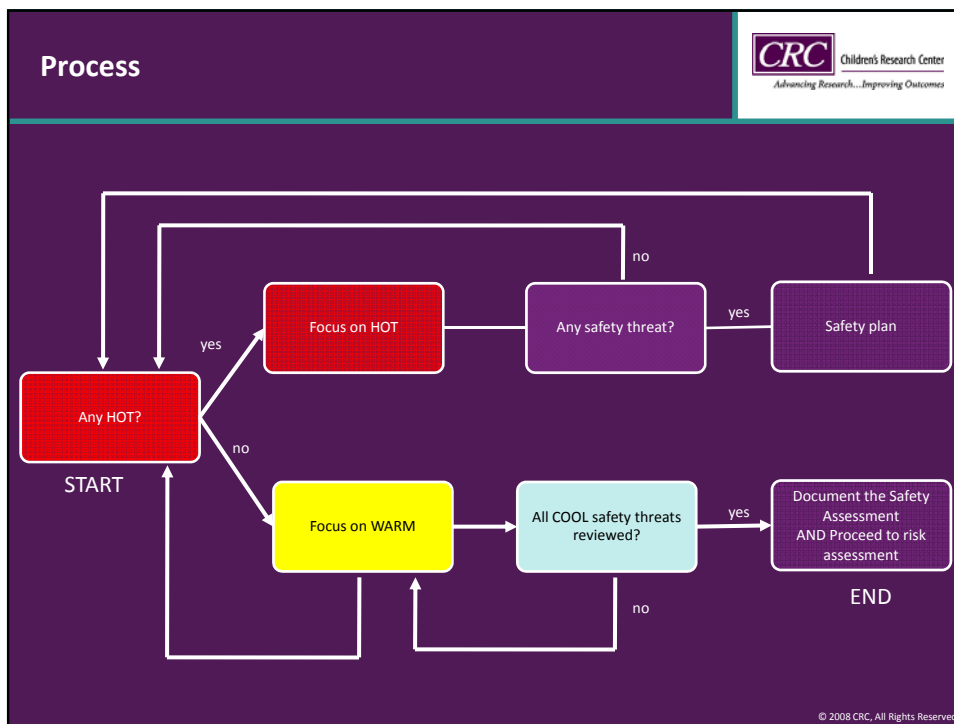 Process
CRC Children's Research Center
Advancing Research...Improving Outcomes
no
Focus on HOT
Any safety threat?
yes
Safety plan
yes
Any HOT?
no
START
Focus on WARM
All COOL safety threats
reviewed?
yes
Document the Safety
Assessment
AND Proceed to risk
assessment
no
END
© 2008 CRC, All Rights Reserved